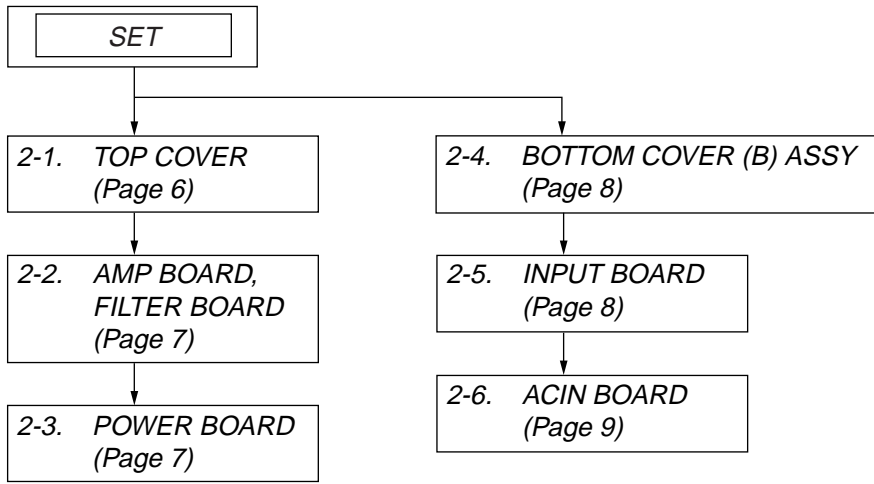 SET
2-1. TOP COVER
(Page 6)
2-2. AMP BOARD,
FILTER BOARD
(Page 7)
2-3. POWER BOARD
(Page 7)
2-4. BOTTOM COVER (B) ASSY
(Page 8)
2-5. INPUT BOARD
(Page 8)
2-6. ACIN BOARD
(Page 9)